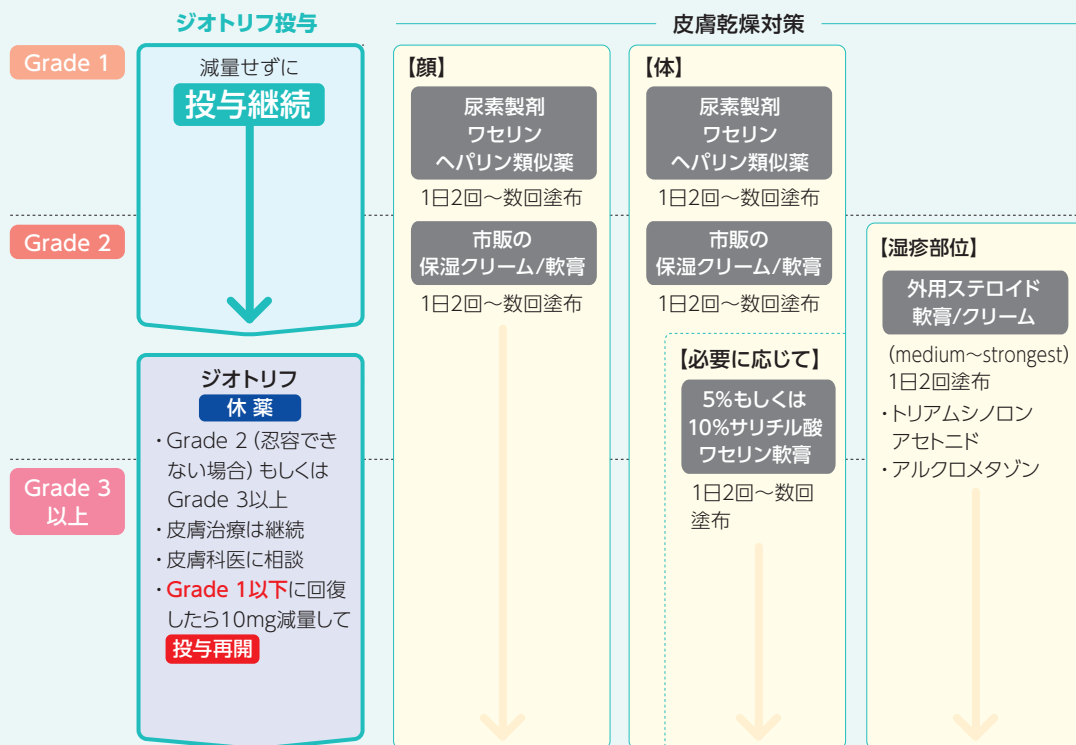 ジオトリフ投与
皮膚乾燥対策
Grade 1
減量せずに
投与継続
【顔】
尿素製剤
ワセリン
ヘパリン類似薬
1日2回～数回塗布
【体】
尿素製剤
ワセリン
ヘパリン類似薬
1日2回～数回塗布
Grade 2
市販の
保湿クリーム/軟膏
1日2回～数回塗布
市販の
保湿クリーム/軟膏
1日2回～数回塗布
【湿疹部位】
外用ステロイド
軟膏/クリーム
(medium～strongest)
1日2回塗布
・トリアムシノロン
アセトニド
・アルクロメタゾン
【必要に応じて】
5%もしくは
10%サリチル酸
ワセリン軟膏
1日2回～数回
塗布
Grade 3
以上
ジオトリフ
休薬
・Grade 2 (忍容でき
ない場合) もしくは
Grade 3以上
・皮膚治療は継続
・皮膚科医に相談
・Grade 1以下に回復
したら10mg減量して
投与再開